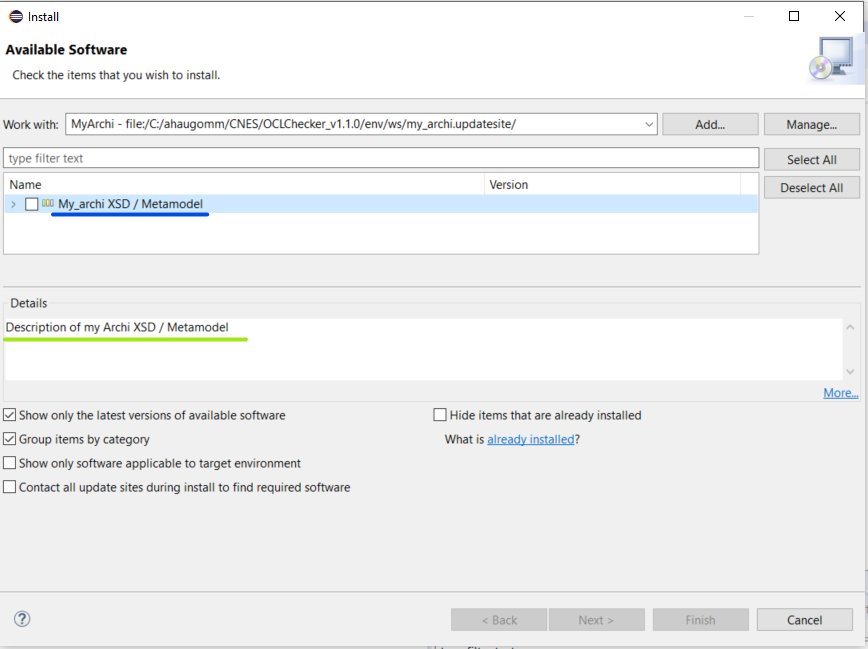 Install
Available Software
Check the items that you wish to install.
Work with: MyArchi - file:/C:/ahaugomm/CNES/OCLChecker_v1.1.0/env/ws/my_archi.updatesite/ Add... Manage...
type filter text Select All
Name Version Deselect All
My_archi XSD / Metamodel
Details
Description of my Archi XSD / Metamodel
More...
Show only the latest versions of available software Hide items that are already installed
Group items by category What is already installed?
Show only software applicable to target environment
Contact all update sites during install to find required software
< Back Next > Finish Cancel